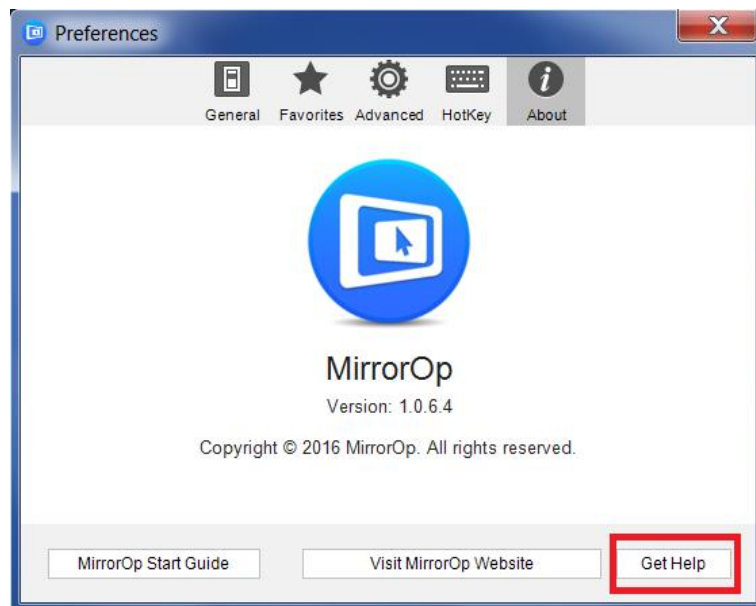 Preferences
X
General Favorites Advanced HotKey About
MirrorOp
Version: 1.0.6.4
Copyright © 2016 MirrorOp. All rights reserved.
MirrorOp Start Guide Visit MirrorOp Website Get Help